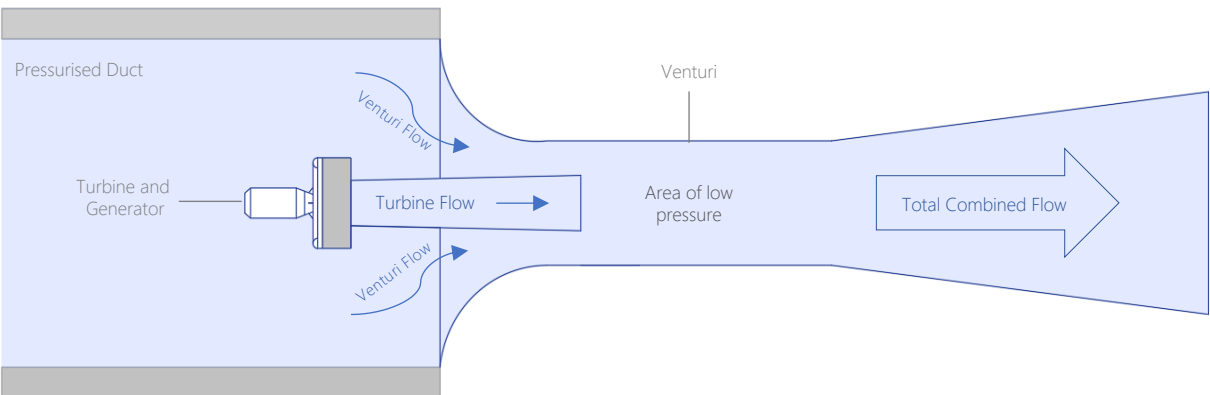 Pressurised Duct
Venturi
Venturi Flow
Turbine and
Generator
Turbine Flow
Area of low
pressure
Total Combined Flow
Venturi Flow